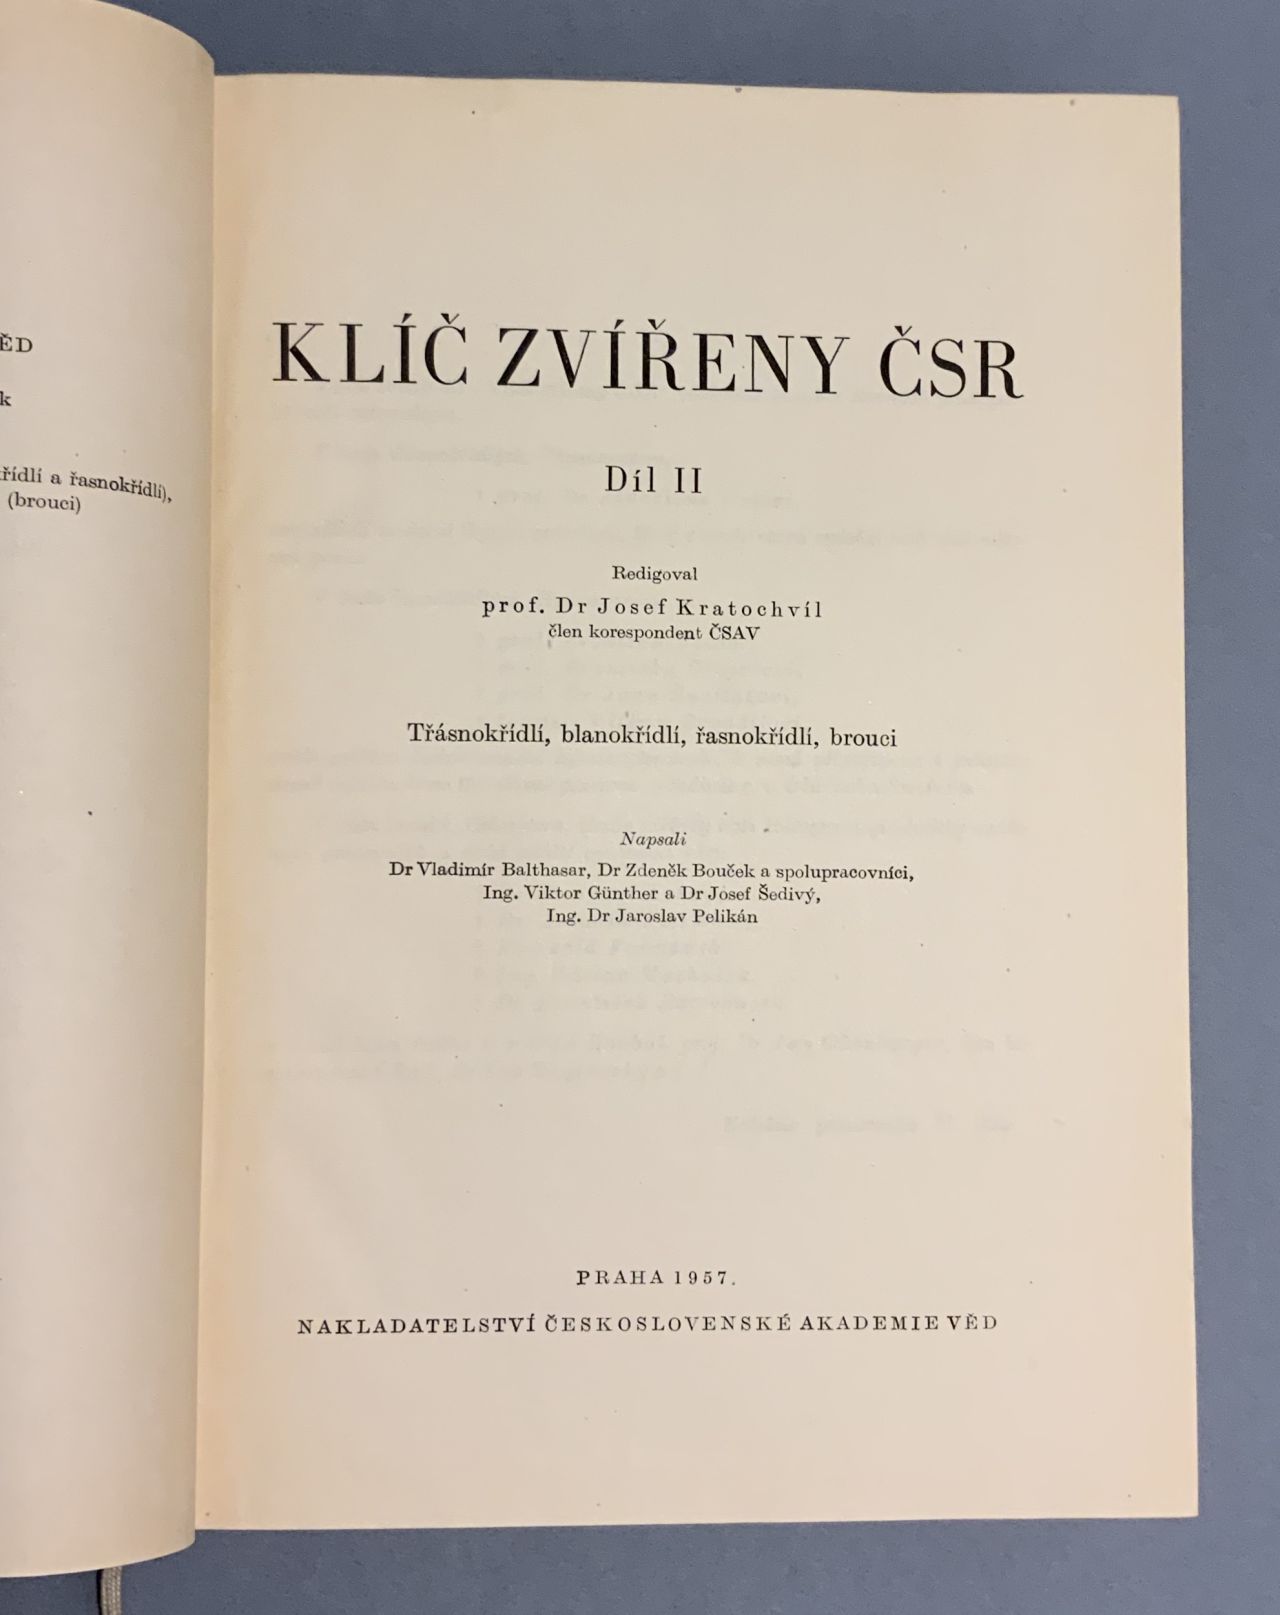 ĚD
k
řídlí a řasnokřídlí),
(brouci)
KLÍČ ZVÍŘENY ČSR
Díl II
Redigoval
prof. Dr Josef Kratochvíl
člen korespondent ČSAV
Třásnokřídlí, blanokřídlí, řasnokřídlí, brouci
Napsali
Dr Vladimír Balthasar, Dr Zdeněk Bouček a spolupracovníci,
Ing. Viktor Günther a Dr Josef Šedivý,
Ing. Dr Jaroslav Pelikán
PRAHA 1957.
NAKLADATELSTVÍ ČESKOSLOVENSKÉ AKADEMIE VĚD